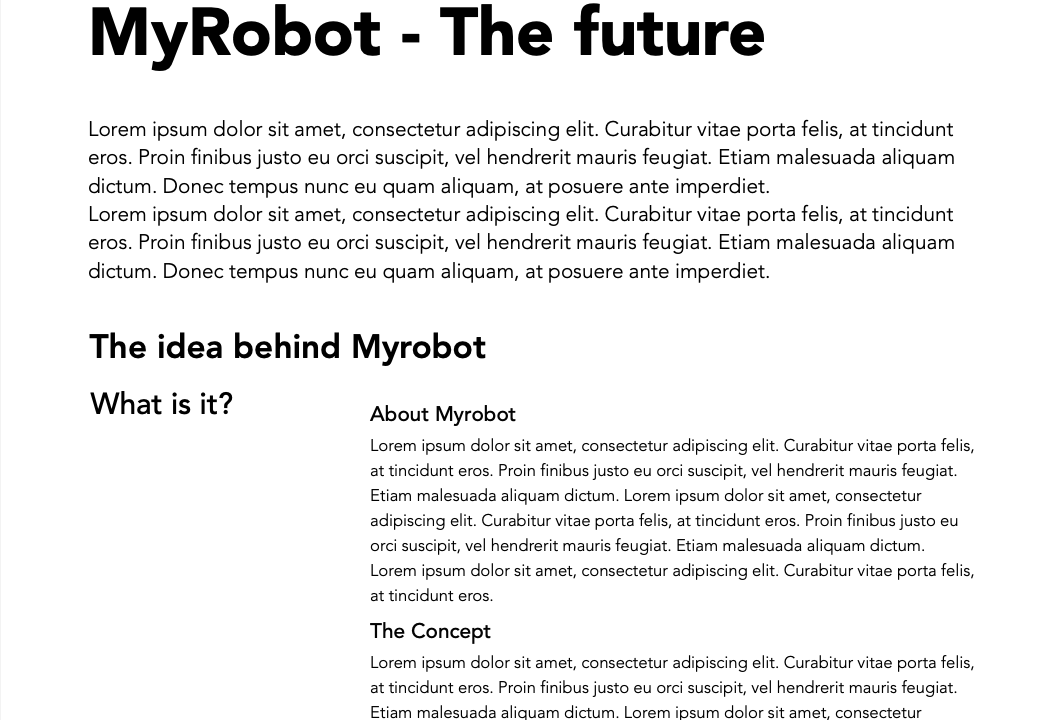 MyRobot - The future
Lorem ipsum dolor sit amet, consectetur adipiscing elit. Curabitur vitae porta felis, at tincidunt
eros. Proin finibus justo eu orci suscipit, vel hendrerit mauris feugiat. Etiam malesuada aliquam
dictum. Donec tempus nunc eu quam aliquam, at posuere ante imperdiet.
Lorem ipsum dolor sit amet, consectetur adipiscing elit. Curabitur vitae porta felis, at tincidunt
eros. Proin finibus justo eu orci suscipit, vel hendrerit mauris feugiat. Etiam malesuada aliquam
dictum. Donec tempus nunc eu quam aliquam, at posuere ante imperdiet.
The idea behind Myrobot
What is it?
About Myrobot
Lorem ipsum dolor sit amet, consectetur adipiscing elit. Curabitur vitae porta felis,
at tincidunt eros. Proin finibus justo eu orci suscipit, vel hendrerit mauris feugiat.
Etiam malesuada aliquam dictum. Lorem ipsum dolor sit amet, consectetur
adipiscing elit. Curabitur vitae porta felis, at tincidunt eros. Proin finibus justo eu
orci suscipit, vel hendrerit mauris feugiat. Etiam malesuada aliquam dictum.
Lorem ipsum dolor sit amet, consectetur adipiscing elit. Curabitur vitae porta felis,
at tincidunt eros.
The Concept
Lorem ipsum dolor sit amet, consectetur adipiscing elit. Curabitur vitae porta felis,
at tincidunt eros. Proin finibus justo eu orci suscipit, vel hendrerit mauris feugiat.
Etiam malesuada aliquam dictum. Lorem ipsum dolor sit amet, consectetur